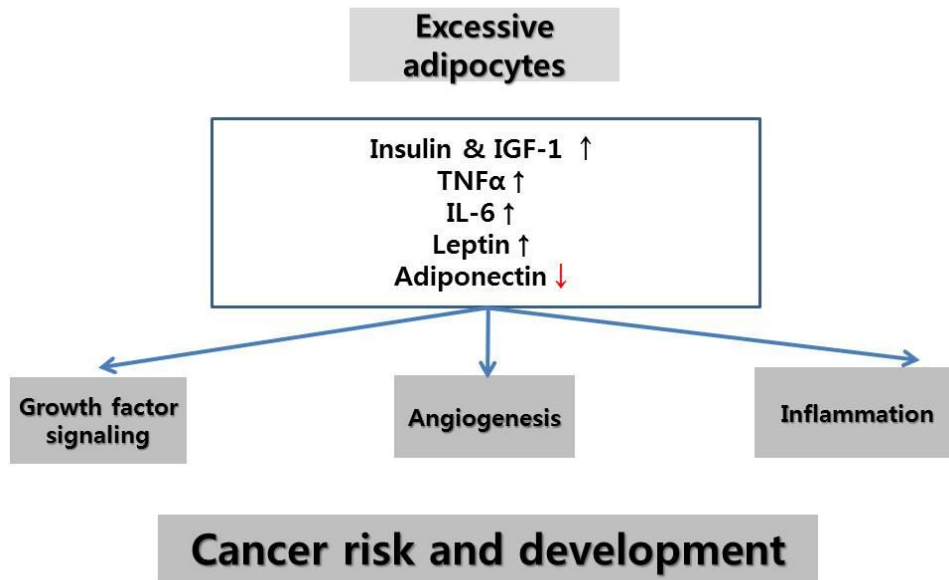 Excessive
adipocytes
Insulin & IGF-1 ↑
TNFα ↑
IL-6 ↑
Leptin ↑
Adiponectin ↓
Growth factor
signaling
Angiogenesis
Inflammation
Cancer risk and development